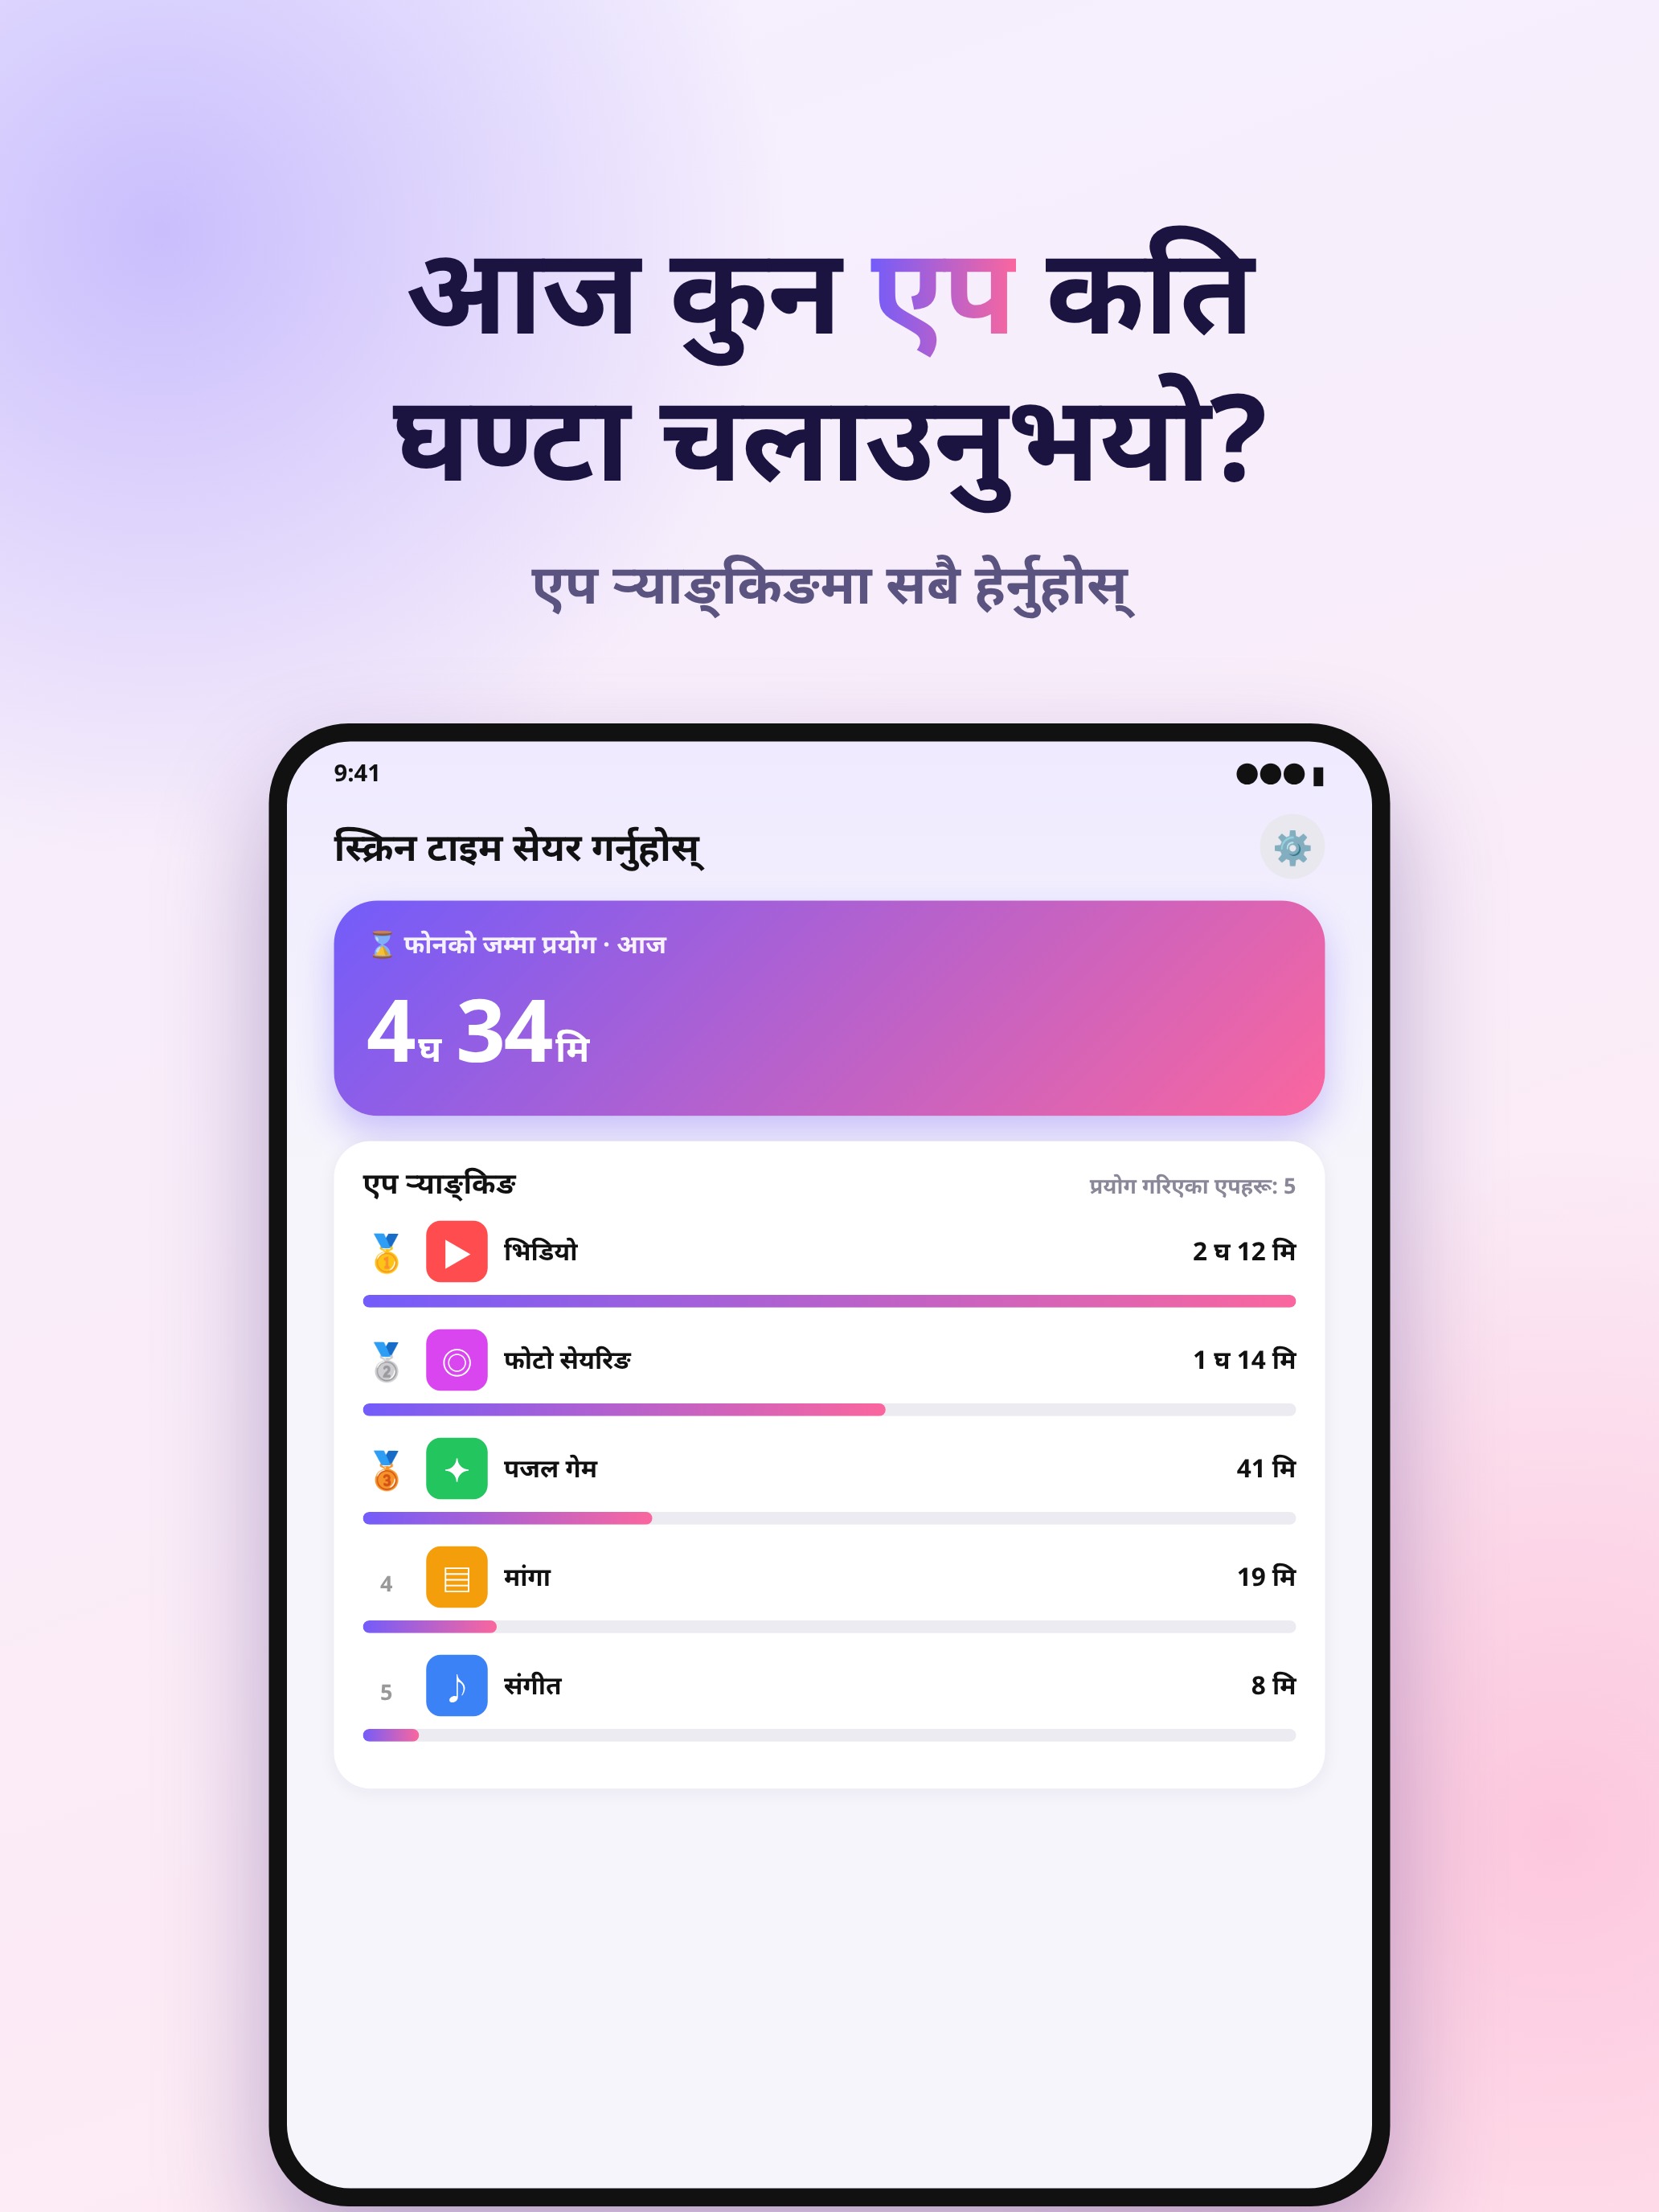 आज कुन एप कति
घण्टा चलाउनुभयो?
एप ऱ्याङ्किङमा सबै हेर्नुहोस्
9:41
स्क्रिन टाइम सेयर गर्नुहोस्
⌛ फोनको जम्मा प्रयोग · आज
4घ 34मि
एप ऱ्याङ्किङ
प्रयोग गरिएका एपहरू: 5
🥇 भिडियो 2 घ 12 मि
🥈 फोटो सेयरिङ 1 घ 14 मि
🥉 पजल गेम 41 मि
4 मांगा 19 मि
5 संगीत 8 मि